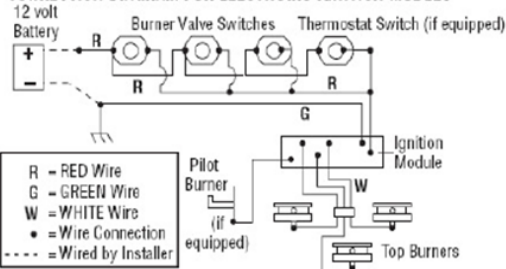 12 volt
Battery
+
−
Burner Valve Switches
Thermostat Switch (if equipped)
R
R
R
G
Ignition
Module
W
Pilot
Burner
(if
equipped)
Top Burners
R = RED Wire
G = GREEN Wire
W = WHITE Wire
• = Wire Connection
---- = Wired by Installer